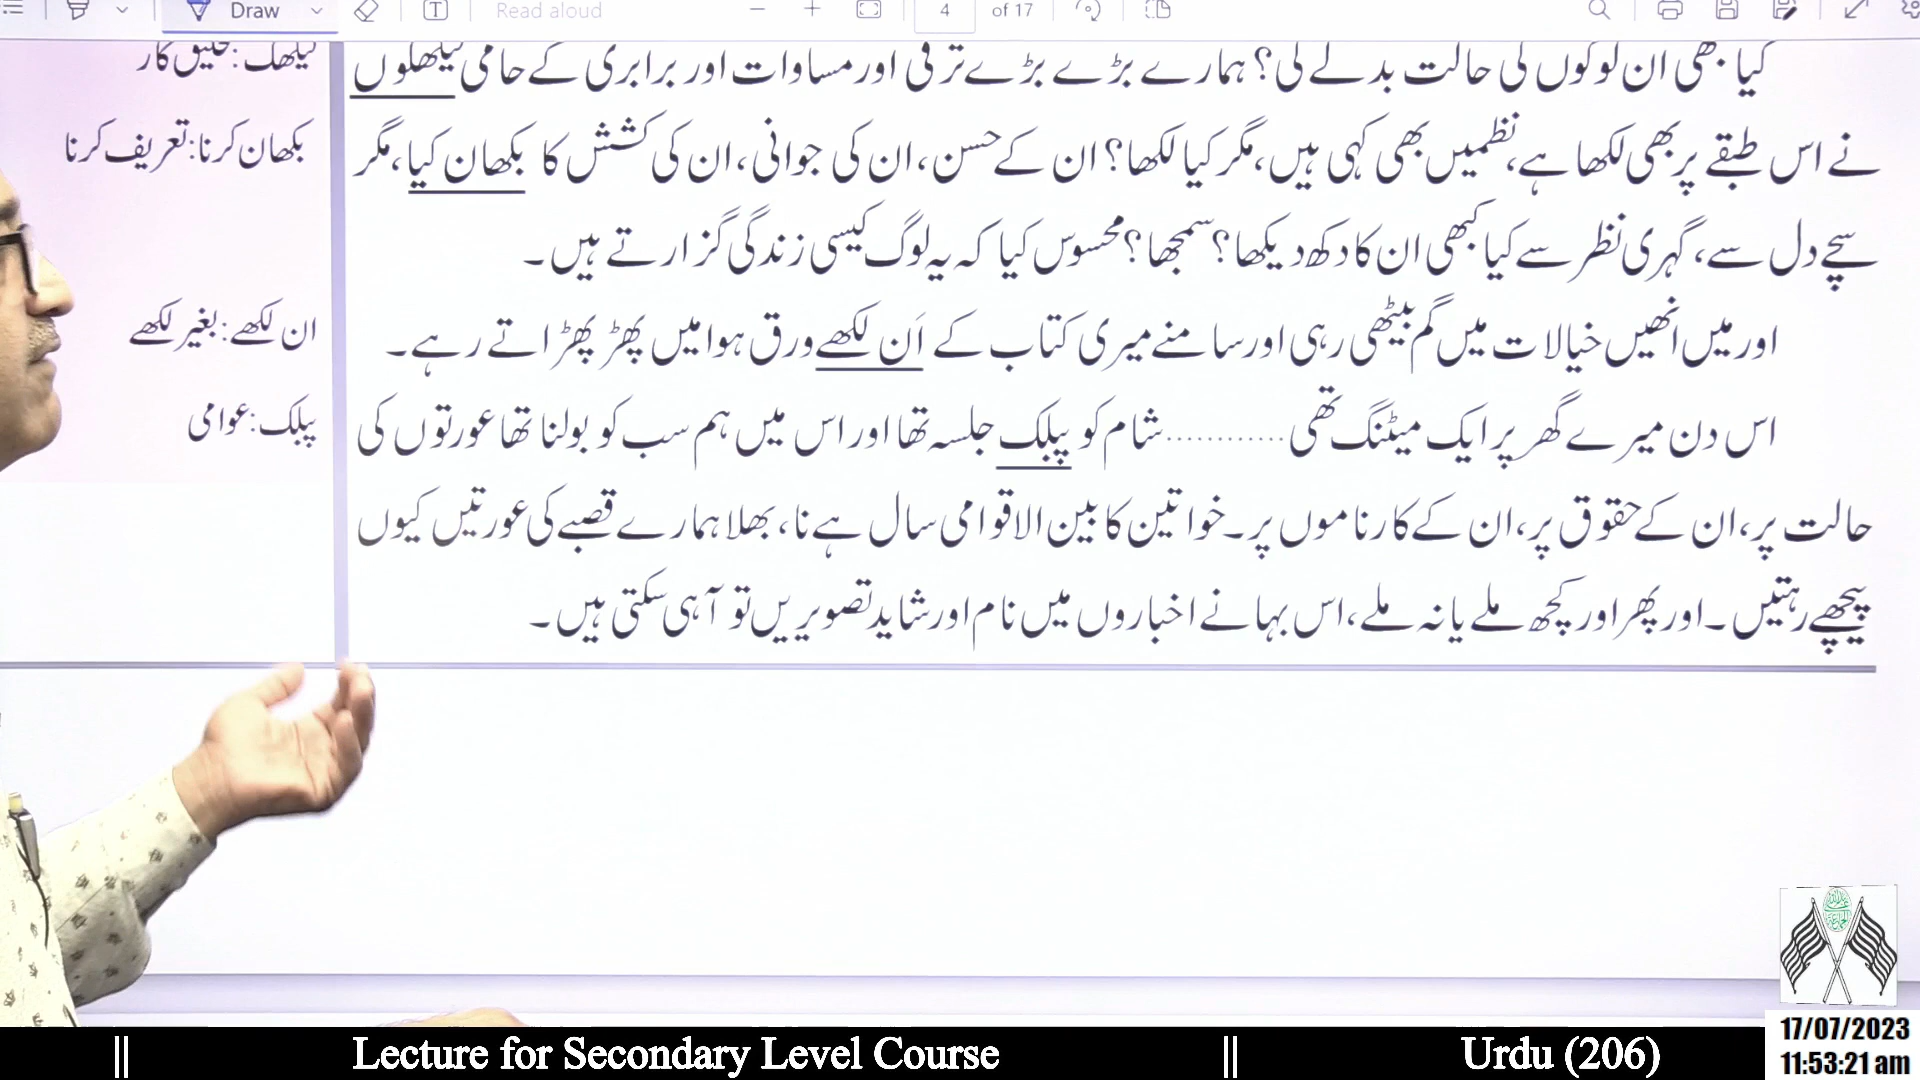 Draw
Read aloud
4
of 17
کیا بھی ان لوگوں کی حالت بدلے گی؟ ہمارے بڑے بڑے ترقی اور مساوات اور برابری کے حامی لیکھکوں
نے اس طبقے پر بھی لکھا ہے، نظمیں بھی کہی ہیں، مگر کیا لکھا؟ ان کے حسن، ان کی جوانی، ان کی کشش کا بکھان کیا، مگر
سچے دل سے، گہری نظر سے کیا کبھی ان کا دکھ دیکھا؟ سمجھا؟ محسوس کیا کہ یہ لوگ کیسی زندگی گزارتے ہیں۔
اور میں انھیں خیالات میں گم بیٹھی رہی اور سامنے میری کتاب کے اَن لکھے ورق ہوا میں پھڑ پھڑاتے رہے۔
اس دن میرے گھر پر ایک میٹنگ تھی ............ شام کو پبلک جلسہ تھا اور اس میں ہم سب کو بولنا تھا عورتوں کی
حالت پر، ان کے حقوق پر، ان کے کارناموں پر۔ خواتین کا بین الاقوامی سال ہے نا، بھلا ہمارے قصبے کی عورتیں کیوں
پیچھے رہتیں۔ اور پھر اور کچھ ملے یا نہ ملے، اس بہانے اخباروں میں نام اور شاید تصویریں تو آہی سکتی ہیں۔
لیکھک: تخلیق کار
بکھان کرنا: تعریف کرنا
ان لکھے: بغیر لکھے
پبلک: عوامی
17/07/2023
11:53:21 am
|| Lecture for Secondary Level Course || Urdu (206)